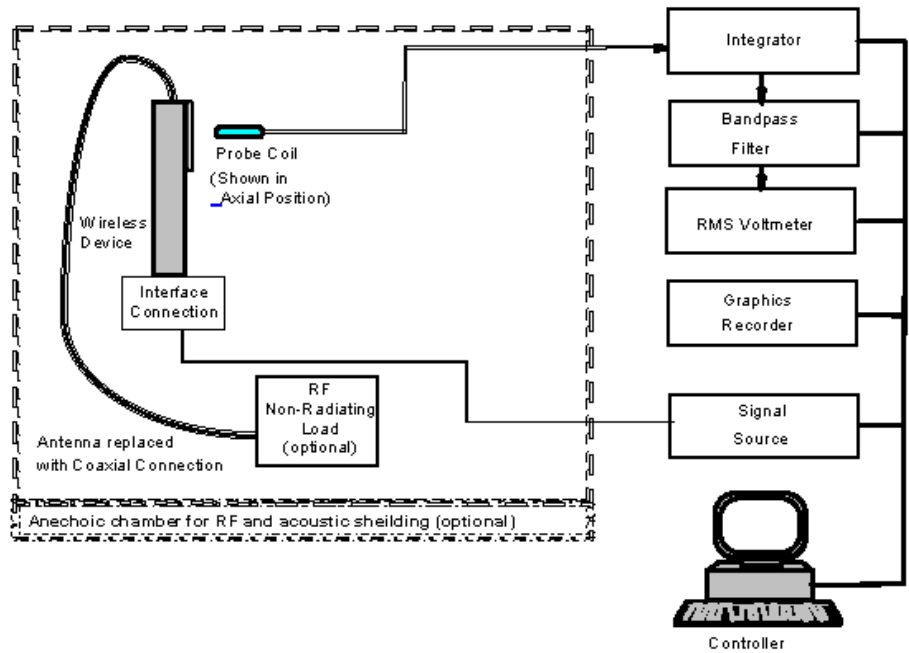 Integrator
Bandpass
Filter
Probe Coil
(Shown in
_Axial Position)
Wireless
Device
RMS Voltmeter
Interface
Connection
Graphics
Recorder
RF
Non-Radiating
Load
(optional)
Signal
Source
Antenna replaced
with Coaxial Connection
Anechoic chamber for RF and acoustic sheilding (optional)
Controller